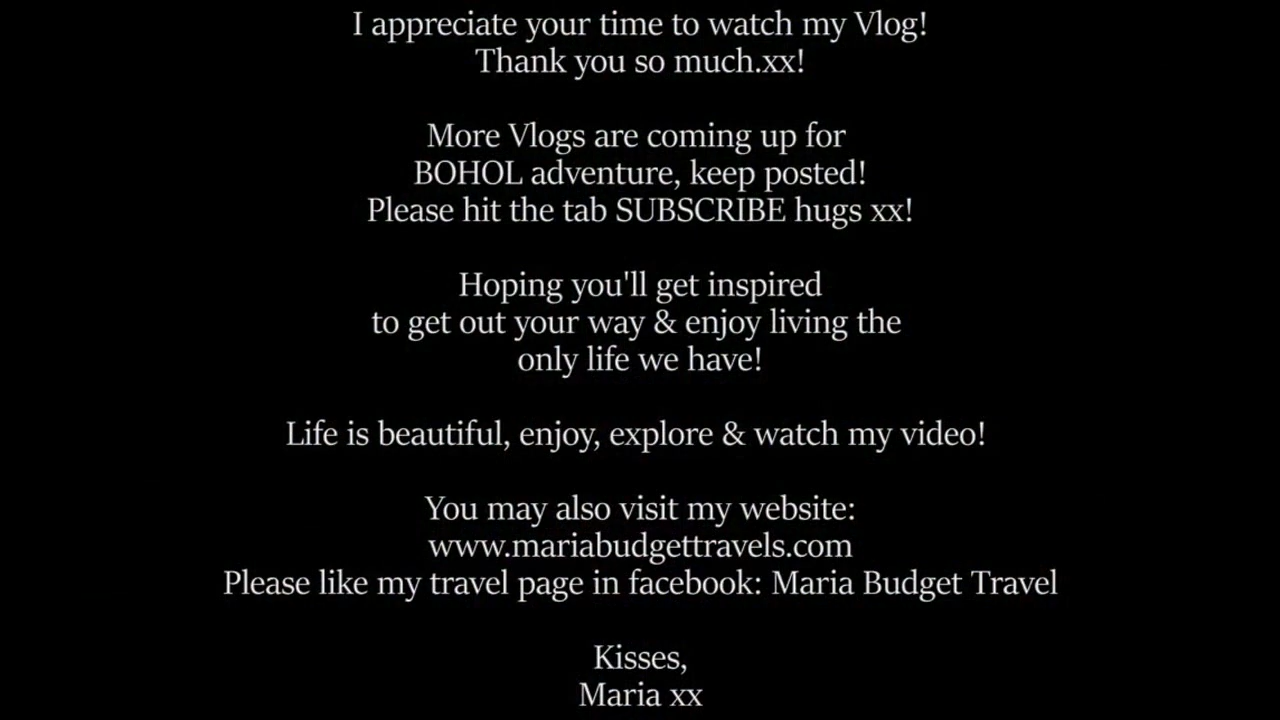 I appreciate your time to watch my Vlog!
Thank you so much.xx!
More Vlogs are coming up for
BOHOL adventure, keep posted!
Please hit the tab SUBSCRIBE hugs xx!
Hoping you'll get inspired
to get out your way & enjoy living the
only life we have!
Life is beautiful, enjoy, explore & watch my video!
You may also visit my website:
www.mariabudgettravels.com
Please like my travel page in facebook: Maria Budget Travel
Kisses,
Maria xx